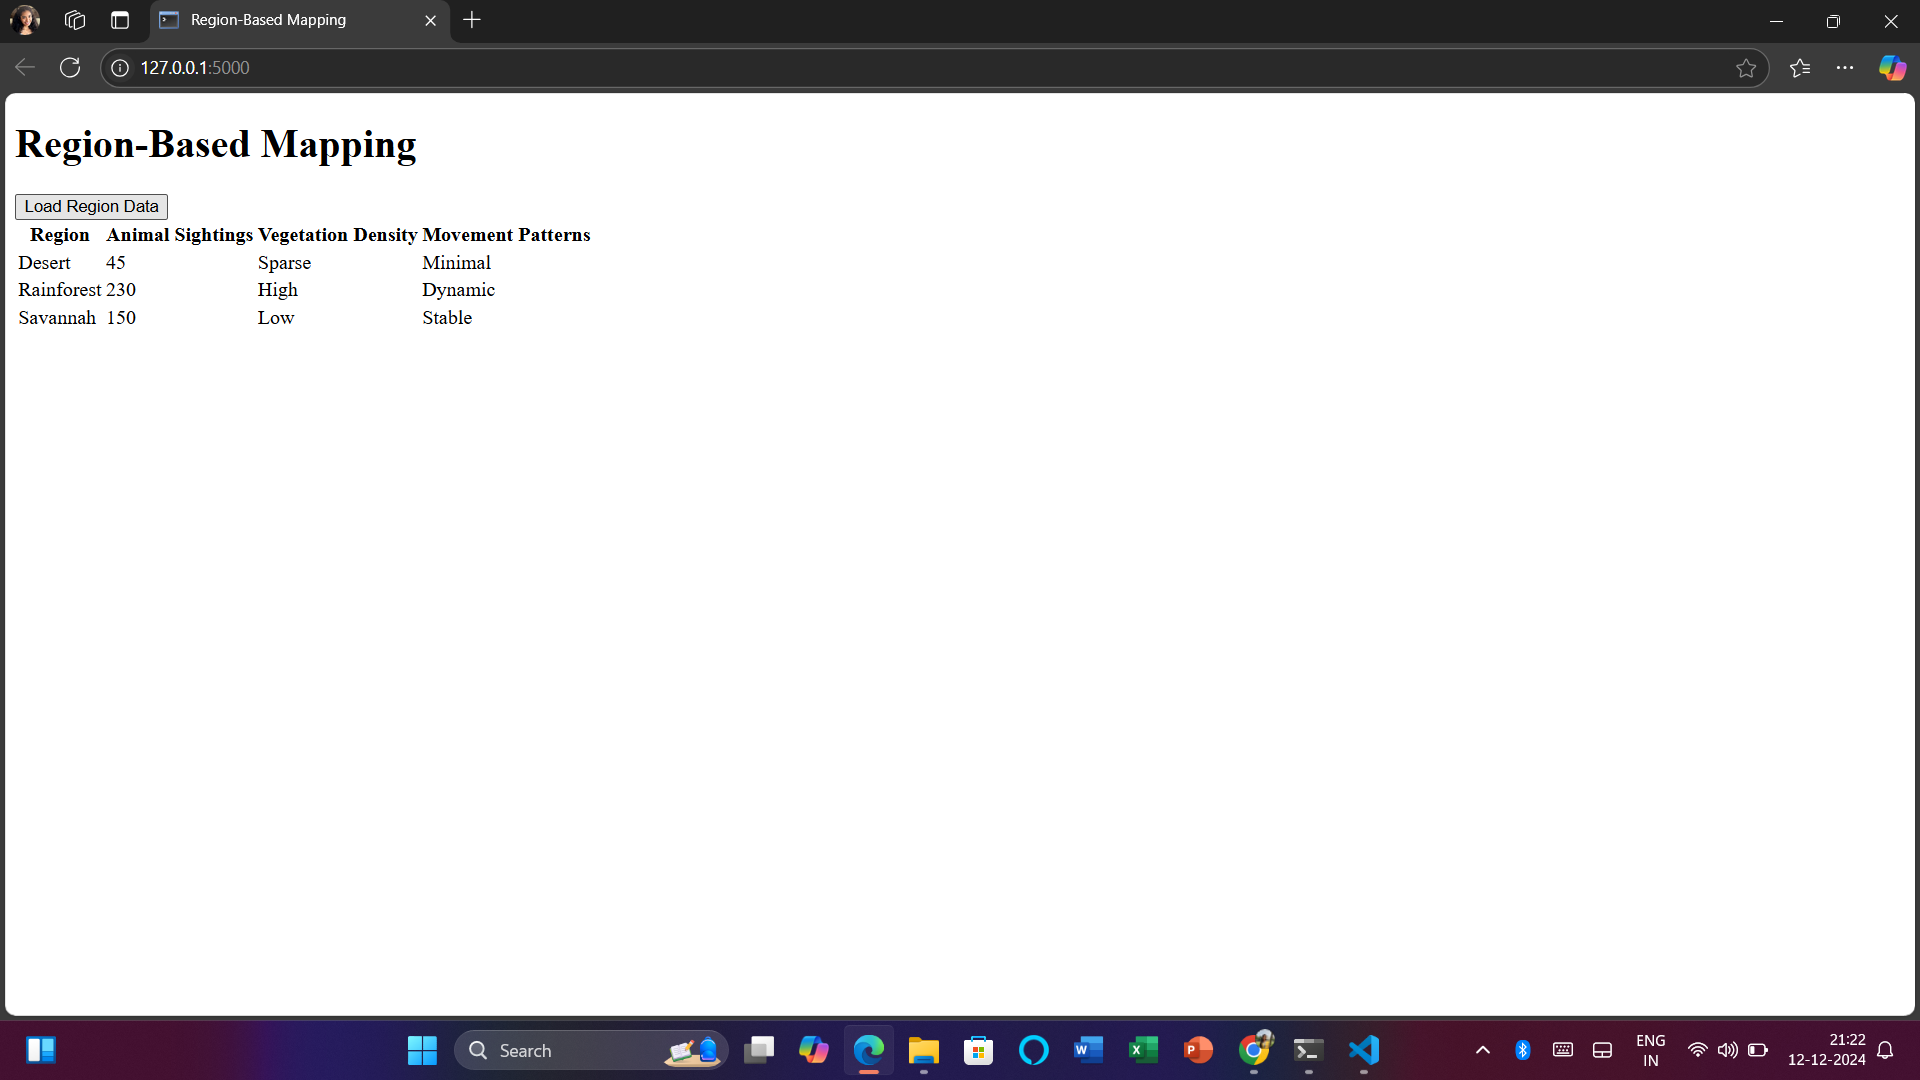 Region-Based Mapping
127.0.0.1:5000
Region-Based Mapping
Load Region Data
Region Animal Sightings Vegetation Density Movement Patterns
Desert 45 Sparse Minimal
Rainforest 230 High Dynamic
Savannah 150 Low Stable
Search
ENG
IN
21:22
12-12-2024